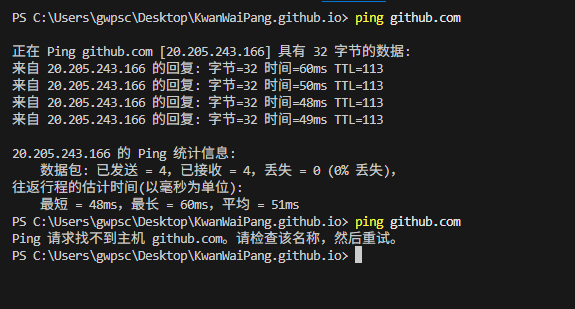 PS C:\Users\gwpsc\Desktop\KwanWaiPang.github.io> ping github.com
正在 Ping github.com [20.205.243.166] 具有 32 字节的数据:
来自 20.205.243.166 的回复: 字节=32 时间=60ms TTL=113
来自 20.205.243.166 的回复: 字节=32 时间=50ms TTL=113
来自 20.205.243.166 的回复: 字节=32 时间=48ms TTL=113
来自 20.205.243.166 的回复: 字节=32 时间=49ms TTL=113
20.205.243.166 的 Ping 统计信息:
数据包: 已发送 = 4，已接收 = 4，丢失 = 0 (0% 丢失)，
往返行程的估计时间(以毫秒为单位):
最短 = 48ms，最长 = 60ms，平均 = 51ms
PS C:\Users\gwpsc\Desktop\KwanWaiPang.github.io> ping github.com
Ping 请求找不到主机 github.com。请检查该名称，然后重试。
PS C:\Users\gwpsc\Desktop\KwanWaiPang.github.io>